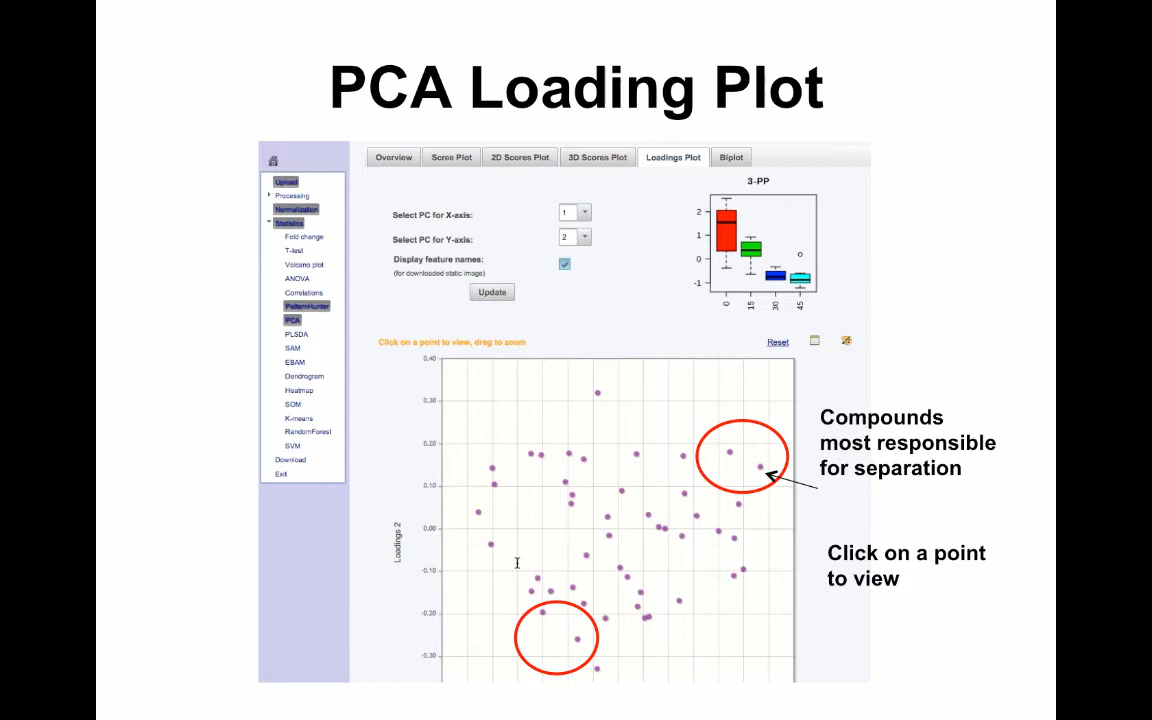 PCA Loading Plot
Upload
Processing
Normalization
Statistics
Fold change
T-test
Volcano plot
ANOVA
Correlations
PatternHunter
PCA
PLSDA
SAM
EBAM
Dendrogram
Heatmap
SOM
K-means
RandomForest
SVM
Download
Exit
Overview Scree Plot 2D Scores Plot 3D Scores Plot Loadings Plot Biplot
Select PC for X-axis: 1
Select PC for Y-axis: 2
Display feature names:
(for downloaded static image)
Update
3-PP
2
1
0
-1
0 15 30 45
Click on a point to view, drag to zoom
Reset
0.40
0.30
0.20
0.10
0.00
-0.10
-0.20
-0.30
Loadings 2
Compounds
most responsible
for separation
Click on a point
to view